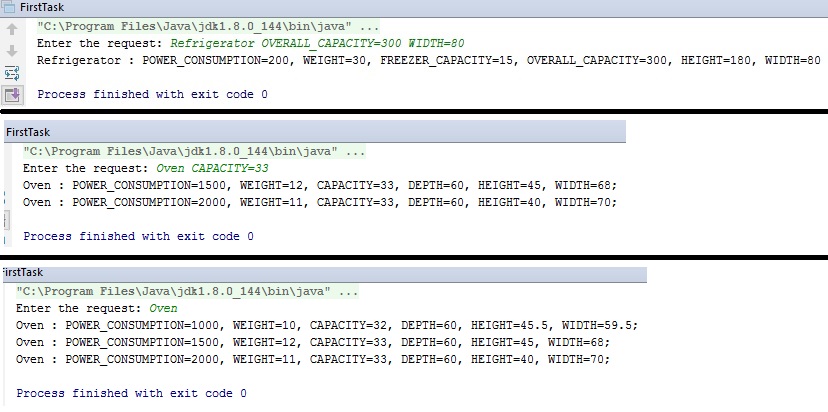 FirstTask
"C:\Program Files\Java\jdk1.8.0_144\bin\java" ...
Enter the request: Refrigerator OVERALL_CAPACITY=300 WIDTH=80
Refrigerator : POWER_CONSUMPTION=200, WEIGHT=30, FREEZER_CAPACITY=15, OVERALL_CAPACITY=300, HEIGHT=180, WIDTH=80
Process finished with exit code 0
FirstTask
"C:\Program Files\Java\jdk1.8.0_144\bin\java" ...
Enter the request: Oven CAPACITY=33
Oven : POWER_CONSUMPTION=1500, WEIGHT=12, CAPACITY=33, DEPTH=60, HEIGHT=45, WIDTH=68;
Oven : POWER_CONSUMPTION=2000, WEIGHT=11, CAPACITY=33, DEPTH=60, HEIGHT=40, WIDTH=70;
Process finished with exit code 0
FirstTask
"C:\Program Files\Java\jdk1.8.0_144\bin\java" ...
Enter the request: Oven
Oven : POWER_CONSUMPTION=1000, WEIGHT=10, CAPACITY=32, DEPTH=60, HEIGHT=45.5, WIDTH=59.5;
Oven : POWER_CONSUMPTION=1500, WEIGHT=12, CAPACITY=33, DEPTH=60, HEIGHT=45, WIDTH=68;
Oven : POWER_CONSUMPTION=2000, WEIGHT=11, CAPACITY=33, DEPTH=60, HEIGHT=40, WIDTH=70;
Process finished with exit code 0